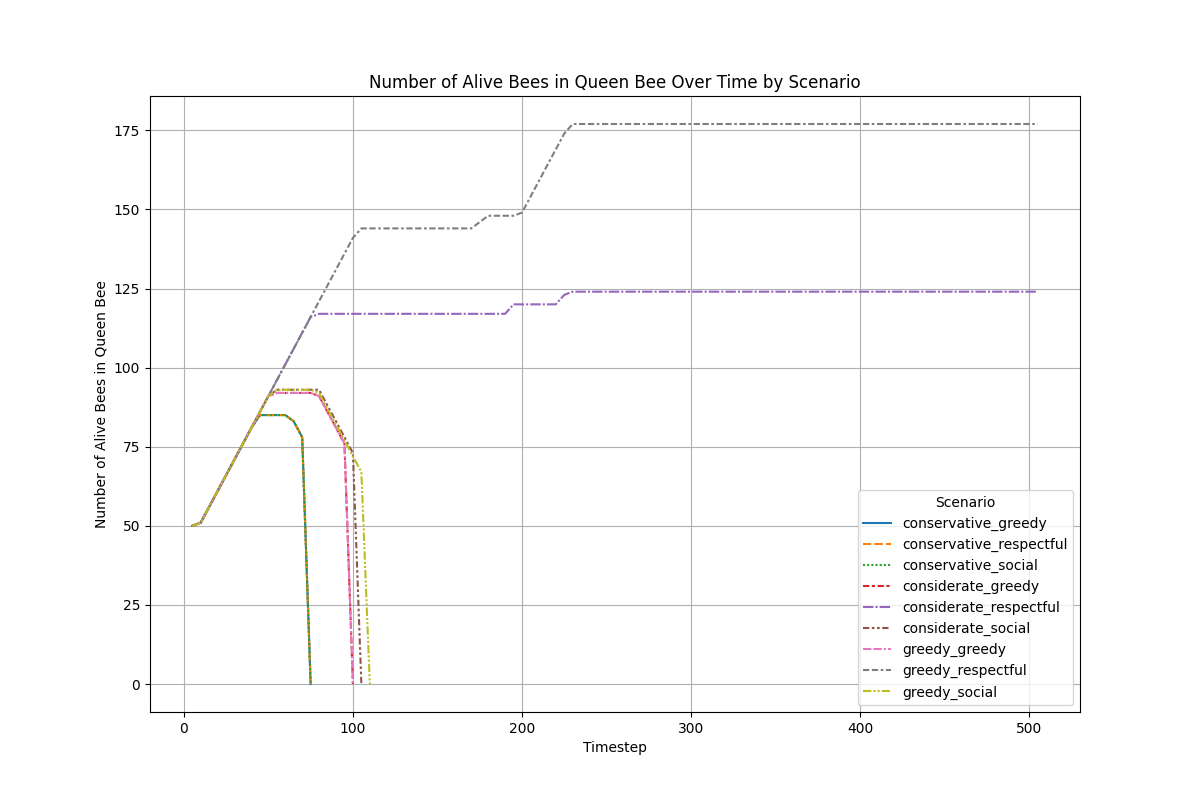 Number of Alive Bees in Queen Bee Over Time by Scenario
Number of Alive Bees in Queen Bee
175
150
125
100
75
50
25
0
0 100 200 300 400 500
Timestep
Scenario
conservative_greedy
conservative_respectful
conservative_social
considerate_greedy
considerate_respectful
considerate_social
greedy_greedy
greedy_respectful
greedy_social